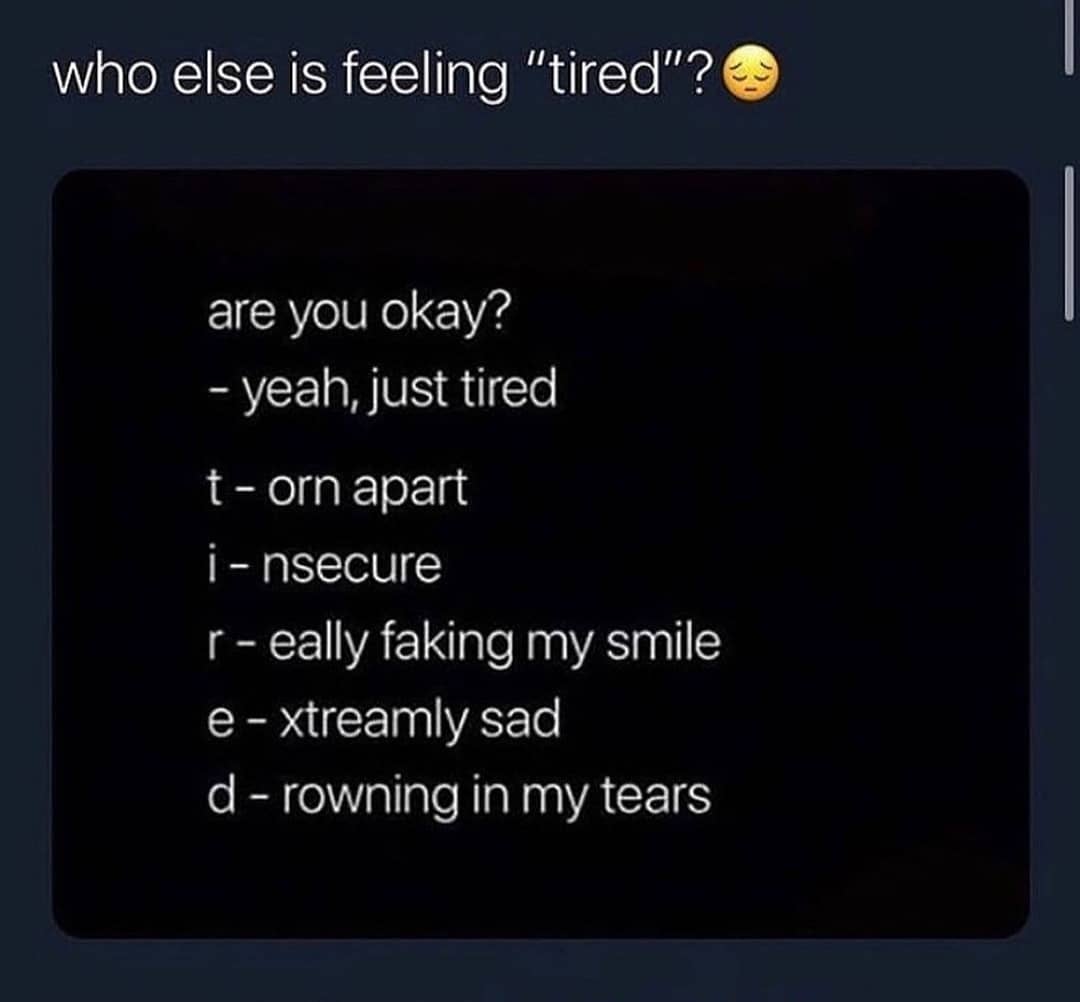 who else is feeling "tired"?😔
are you okay?
- yeah, just tired
t - orn apart
i - nsecure
r - eally faking my smile
e - xtreamly sad
d - rowning in my tears